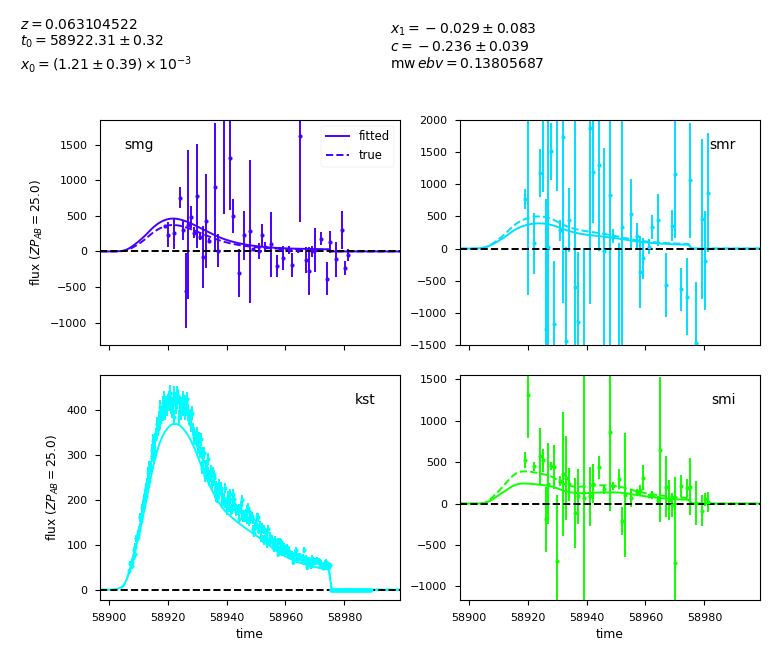 z = 0.063104522
t₀ = 58922.31 ± 0.32
x₀ = (1.21 ± 0.39) × 10⁻³
x₁ = −0.029 ± 0.083
c = −0.236 ± 0.039
mw ebv = 0.13805687
smg
fitted
true
1500
1000
500
0
−500
−1000
flux (ZP_AB = 25.0)
smr
2000
1500
1000
500
0
−500
−1000
−1500
kst
400
300
200
100
0
flux (ZP_AB = 25.0)
58900 58920 58940 58960 58980
time
smi
1500
1000
500
0
−500
−1000
58900 58920 58940 58960 58980
time